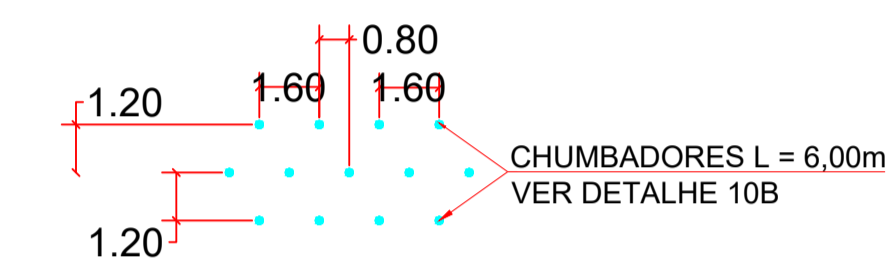 0.80
1.60
1.60
1.20
CHUMBADORES L = 6,00m
VER DETALHE 10B
1.20